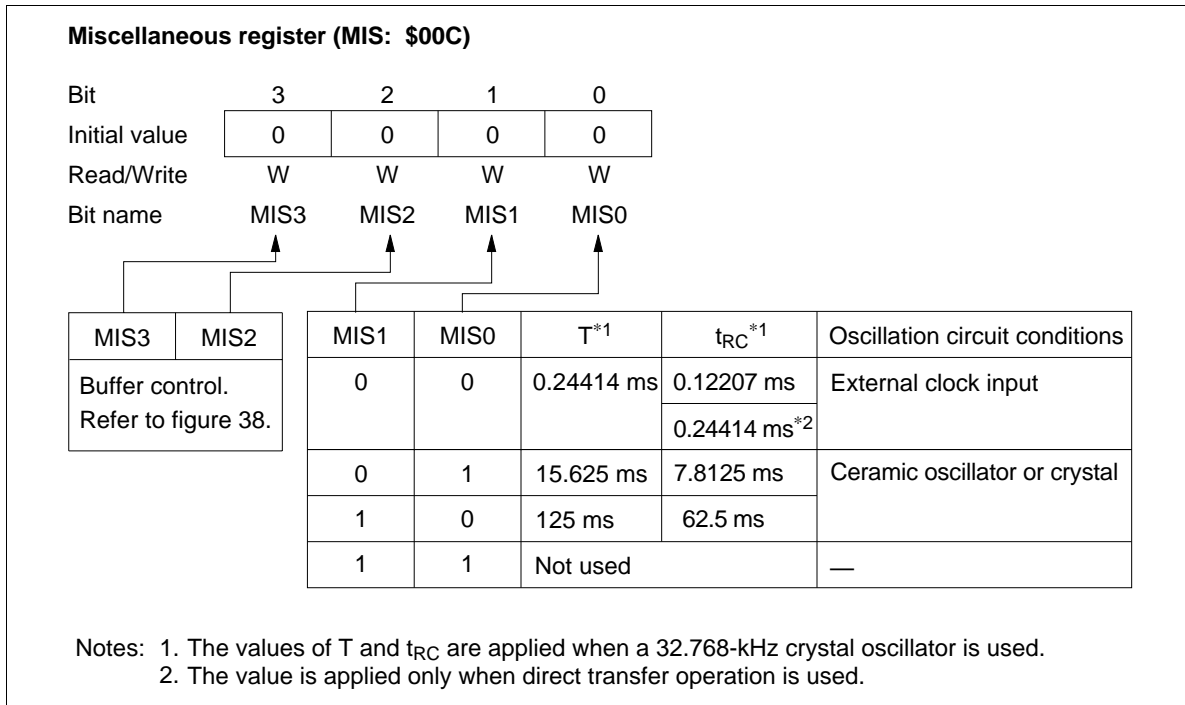 Miscellaneous register (MIS: $00C)
Bit 3 2 1 0
Initial value 0 0 0 0
Read/Write W W W W
Bit name MIS3 MIS2 MIS1 MIS0
MIS3 MIS2
Buffer control.
Refer to figure 38.
MIS1 MIS0 T*1 tRC*1 Oscillation circuit conditions
0 0 0.24414 ms 0.12207 ms External clock input
0.24414 ms*2
0 1 15.625 ms 7.8125 ms Ceramic oscillator or crystal
1 0 125 ms 62.5 ms
1 1 Not used —
Notes: 1. The values of T and tRC are applied when a 32.768-kHz crystal oscillator is used.
2. The value is applied only when direct transfer operation is used.